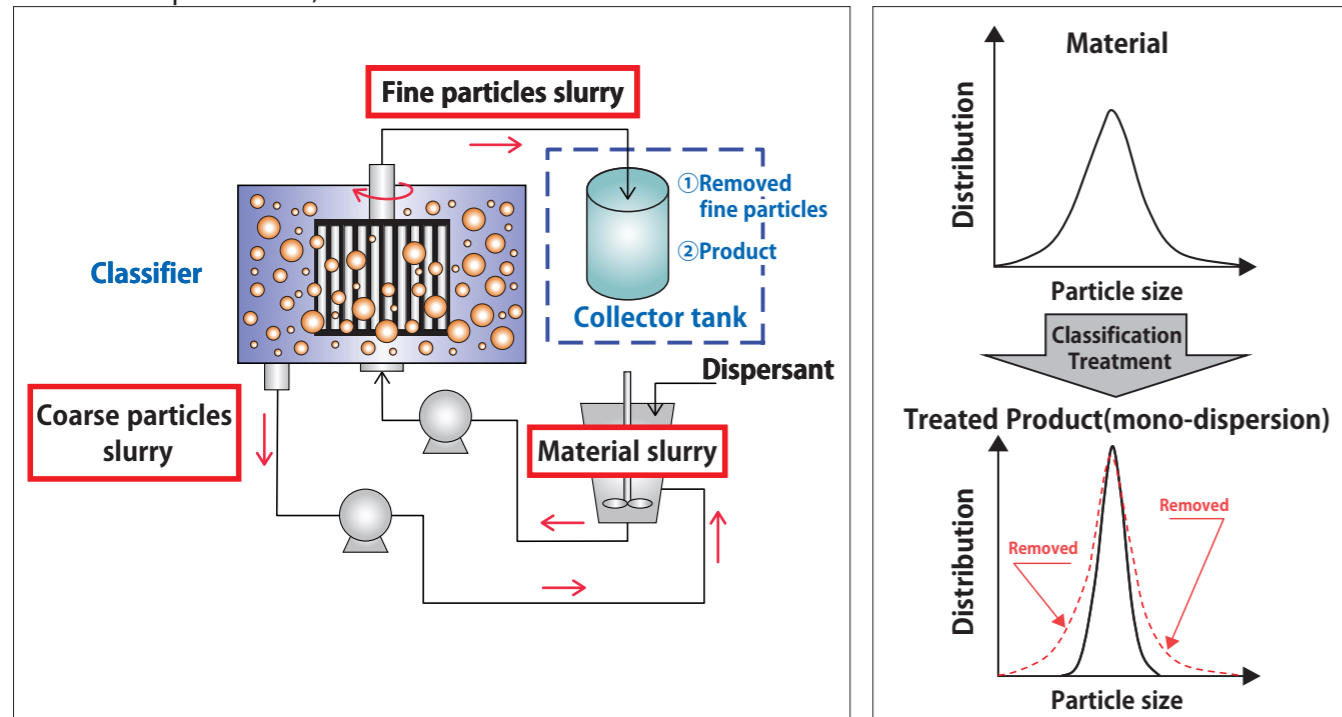 Fine particles slurry
①Removed
fine particles
②Product
Collector tank
Classifier
Dispersant
Coarse particles
slurry
Material slurry
Material
Distribution
Particle size
Classification
Treatment
Treated Product(mono-dispersion)
Removed
Removed
Distribution
Particle size